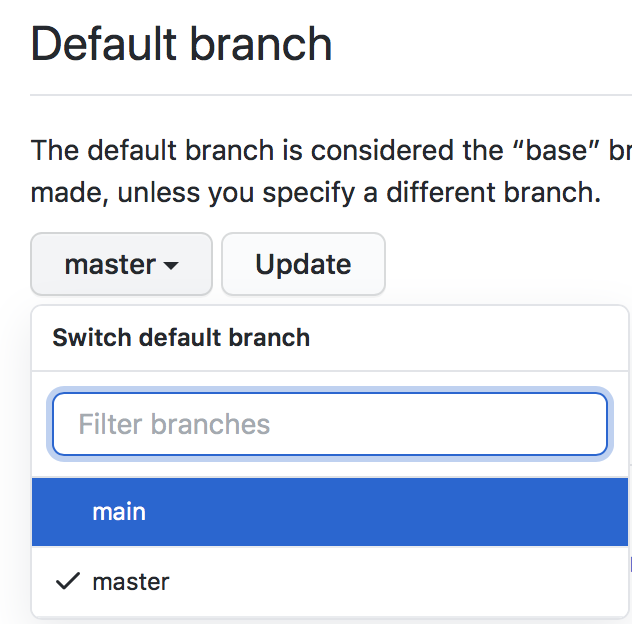 Default branch
The default branch is considered the “base” br
made, unless you specify a different branch.
master
Update
Switch default branch
Filter branches
main
master